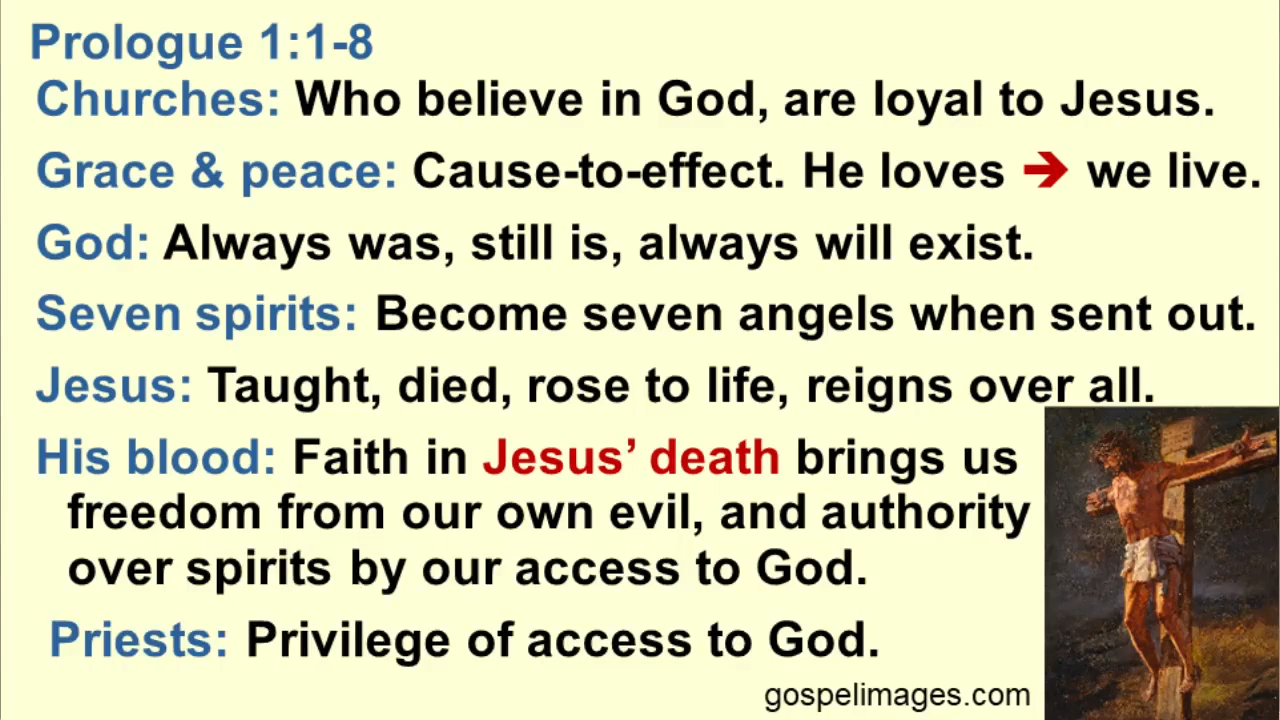 Prologue 1:1-8
Churches: Who believe in God, are loyal to Jesus.
Grace & peace: Cause-to-effect. He loves ➔ we live.
God: Always was, still is, always will exist.
Seven spirits: Become seven angels when sent out.
Jesus: Taught, died, rose to life, reigns over all.
His blood: Faith in Jesus’ death brings us
freedom from our own evil, and authority
over spirits by our access to God.
Priests: Privilege of access to God.
gospelimages.com